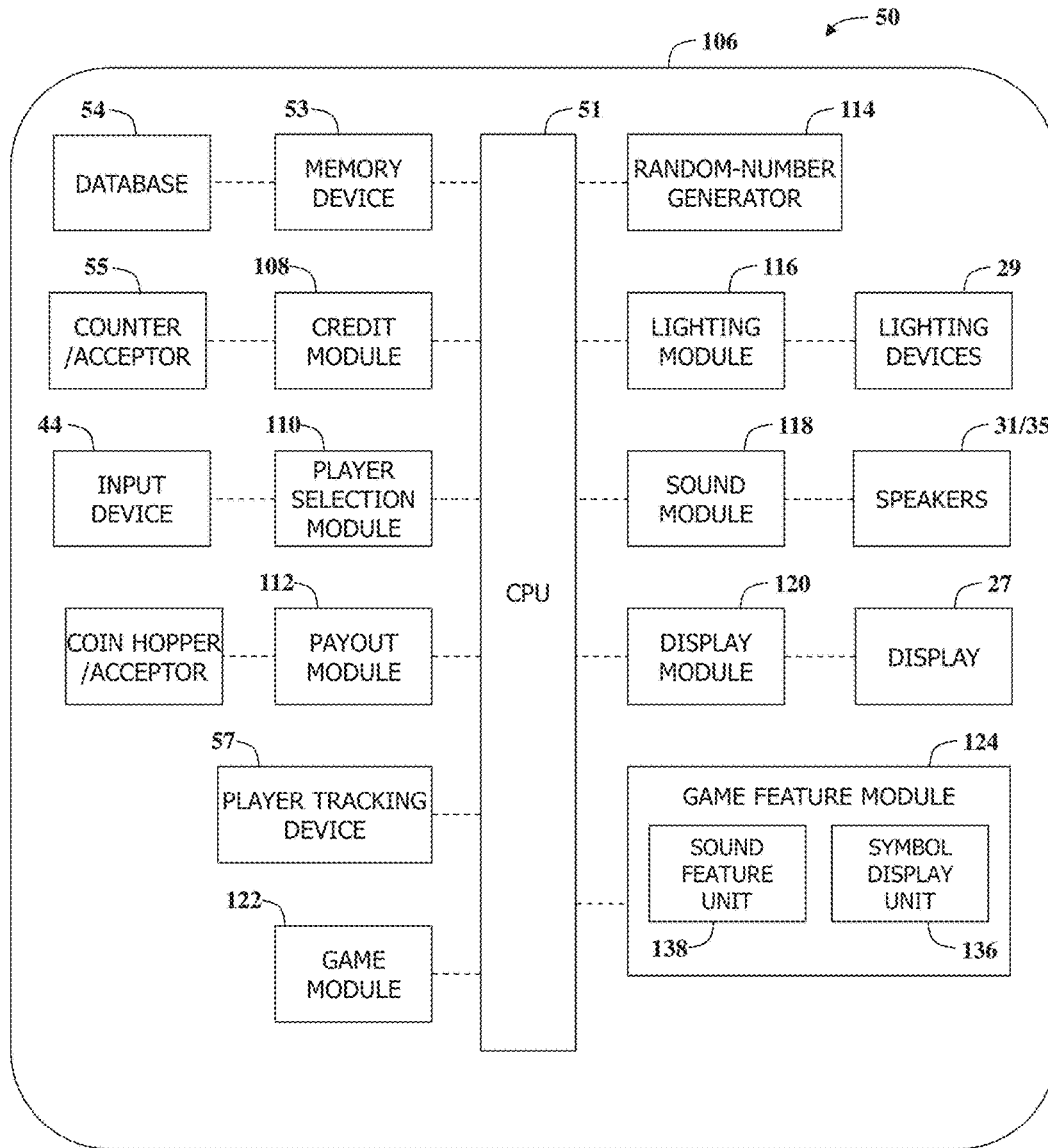 50
106
54
53
51
114
DATABASE
MEMORY
DEVICE
RANDOM-NUMBER
GENERATOR
55
108
116
29
COUNTER
/ACCEPTOR
CREDIT
MODULE
LIGHTING
MODULE
LIGHTING
DEVICES
44
110
118
31/35
INPUT
DEVICE
PLAYER
SELECTION
MODULE
SOUND
MODULE
SPEAKERS
CPU
112
120
27
COIN HOPPER
/ACCEPTOR
PAYOUT
MODULE
DISPLAY
MODULE
DISPLAY
57
124
PLAYER TRACKING
DEVICE
GAME FEATURE MODULE
SOUND
FEATURE
UNIT
SYMBOL
DISPLAY
UNIT
138
136
122
GAME
MODULE